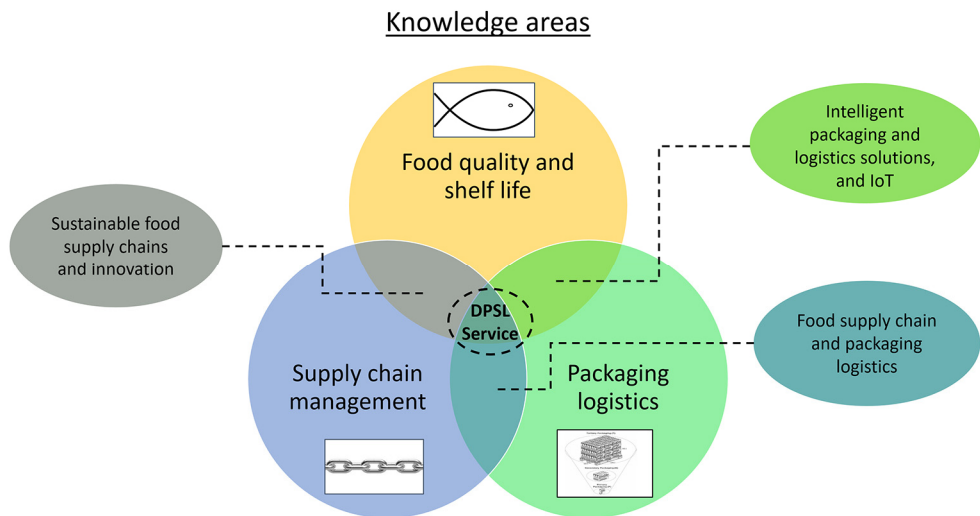 Knowledge areas
Food quality and
shelf life
Intelligent
packaging and
logistics solutions,
and IoT
Sustainable food
supply chains
and innovation
DPSL
Service
Food supply chain
and packaging
logistics
Supply chain
management
Packaging
logistics